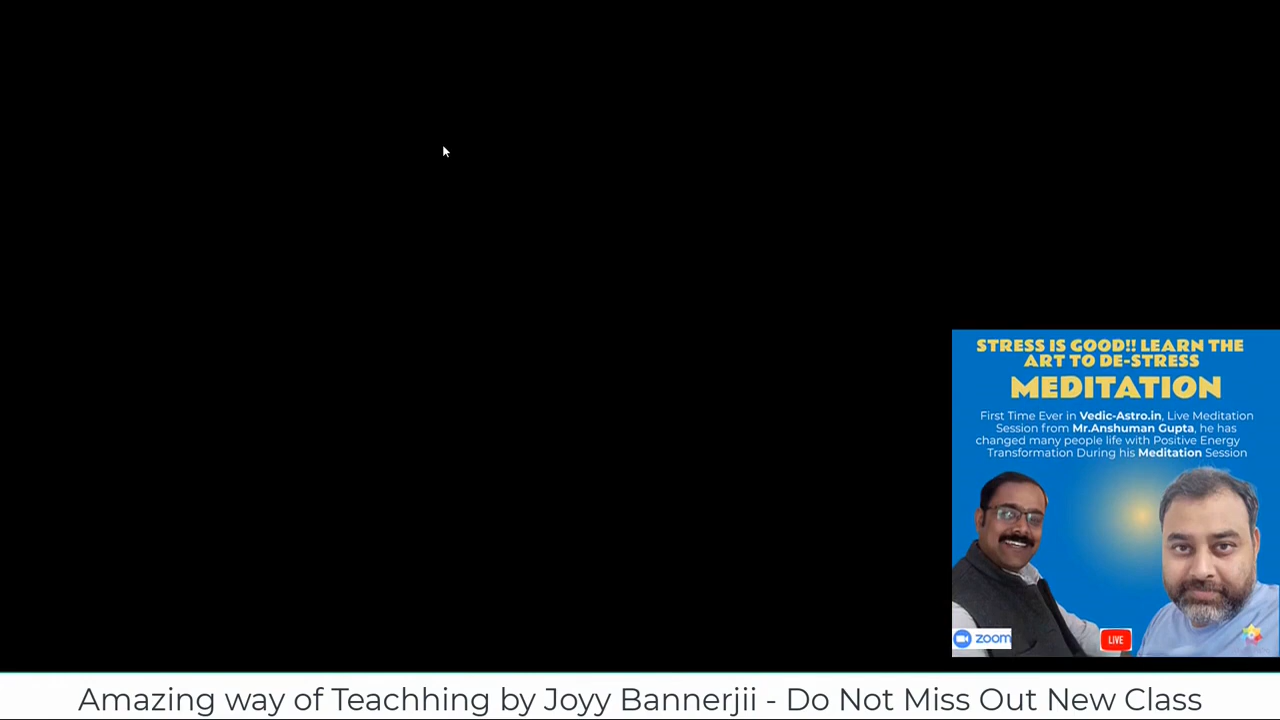 STRESS IS GOOD!! LEARN THE
ART TO DE-STRESS
MEDITATION
First Time Ever in Vedic-Astro.in, Live Meditation
Session from Mr.Anshuman Gupta, he has
changed many people life with Positive Energy
Transformation During his Meditation Session
zoom
LIVE
Amazing way of Teachhing by Joyy Bannerjii - Do Not Miss Out New Class